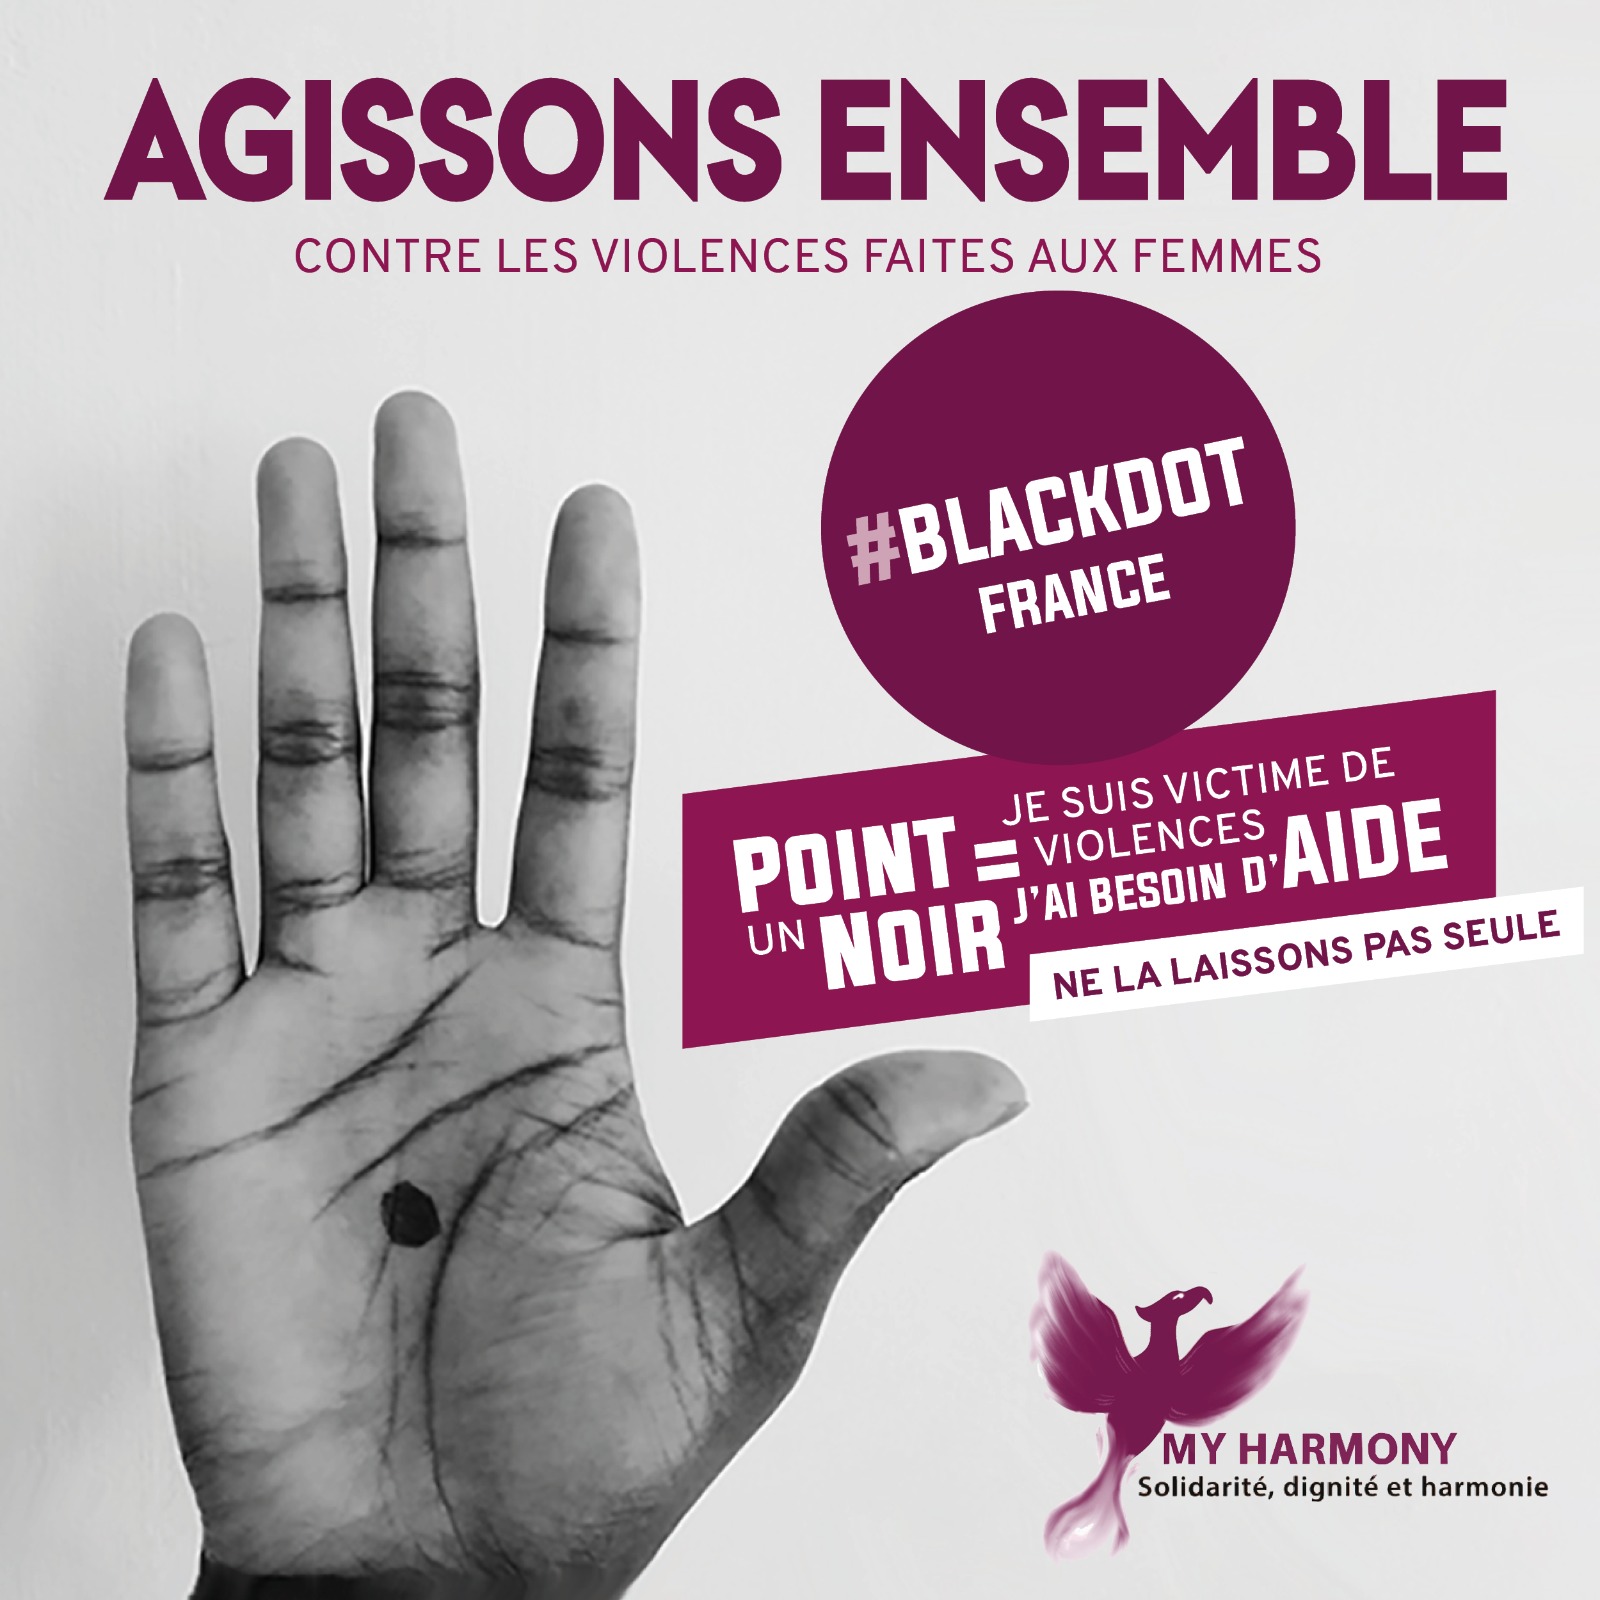 AGISSONS ENSEMBLE
CONTRE LES VIOLENCES FAITES AUX FEMMES
#BLACKDOT
FRANCE
UN POINT NOIR =
JE SUIS VICTIME DE
VIOLENCES
J'AI BESOIN D'AIDE
NE LA LAISSONS PAS SEULE
MY HARMONY
Solidarité, dignité et harmonie